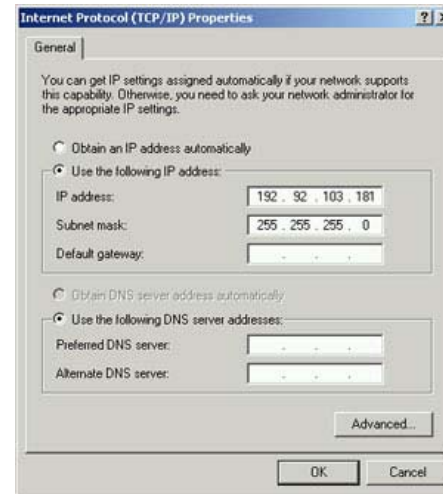 Internet Protocol (TCP/IP) Properties
General
You can get IP settings assigned automatically if your network supports
this capability. Otherwise, you need to ask your network administrator for
the appropriate IP settings.
Obtain an IP address automatically
Use the following IP address:
IP address: 192 . 92 . 103 . 181
Subnet mask: 255 . 255 . 255 . 0
Default gateway: . . .
Obtain DNS server address automatically
Use the following DNS server addresses:
Preferred DNS server: . . .
Alternate DNS server: . . .
Advanced...
OK Cancel